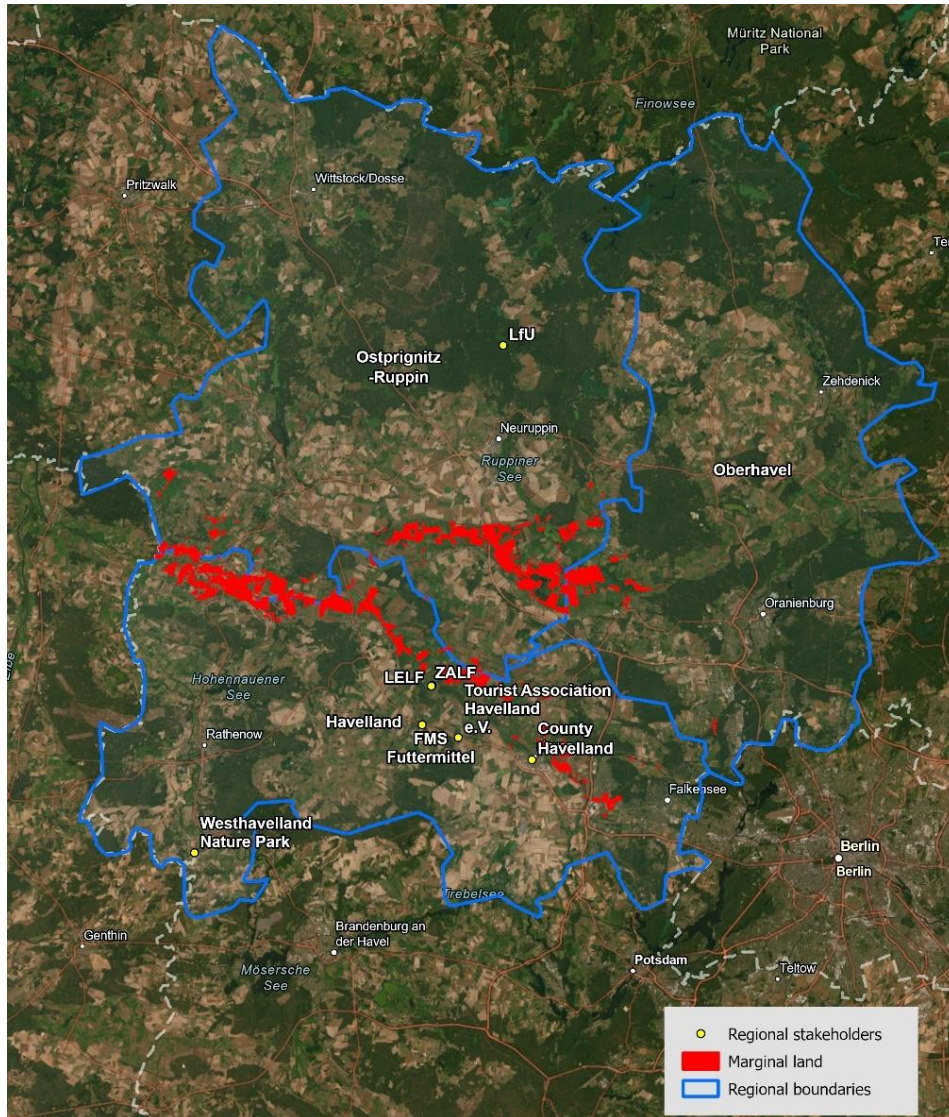 Müritz National
Park
Finowsee
Wittstock/Dosse
Pritzwalk
LfU
Ostprignitz
-Ruppin
Zehdenick
Neuruppin
Ruppiner
See
Oberhavel
Oranienburg
LELF
ZALF
Hohennauener
See
Tourist Association
Havelland
e.V.
Havelland
FMS
Futtermittel
County
Havelland
Rathenow
Falkensee
Westhavelland
Nature Park
Berlin
Berlin
Trebelsee
Brandenburg an
der Havel
Genthin
Mösersche
See
Potsdam
Teltow
Regional stakeholders
Marginal land
Regional boundaries